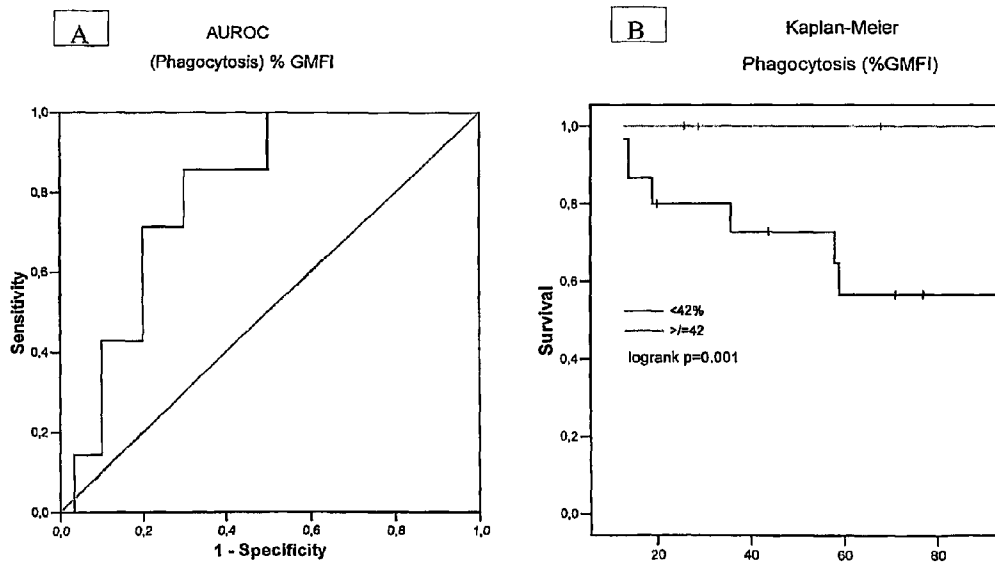 A
AUROC
(Phagocytosis) % GMFI
1,0
0,8
0,6
0,4
0,2
0,0
Sensitivity
0,0
0,2
0,4
0,6
0,8
1,0
1 - Specificity
B
Kaplan-Meier
Phagocytosis (%GMFI)
1,0
0,8
0,6
0,4
0,2
0,0
Survival
<42%
>/=42
logrank p=0.001
20
40
60
80